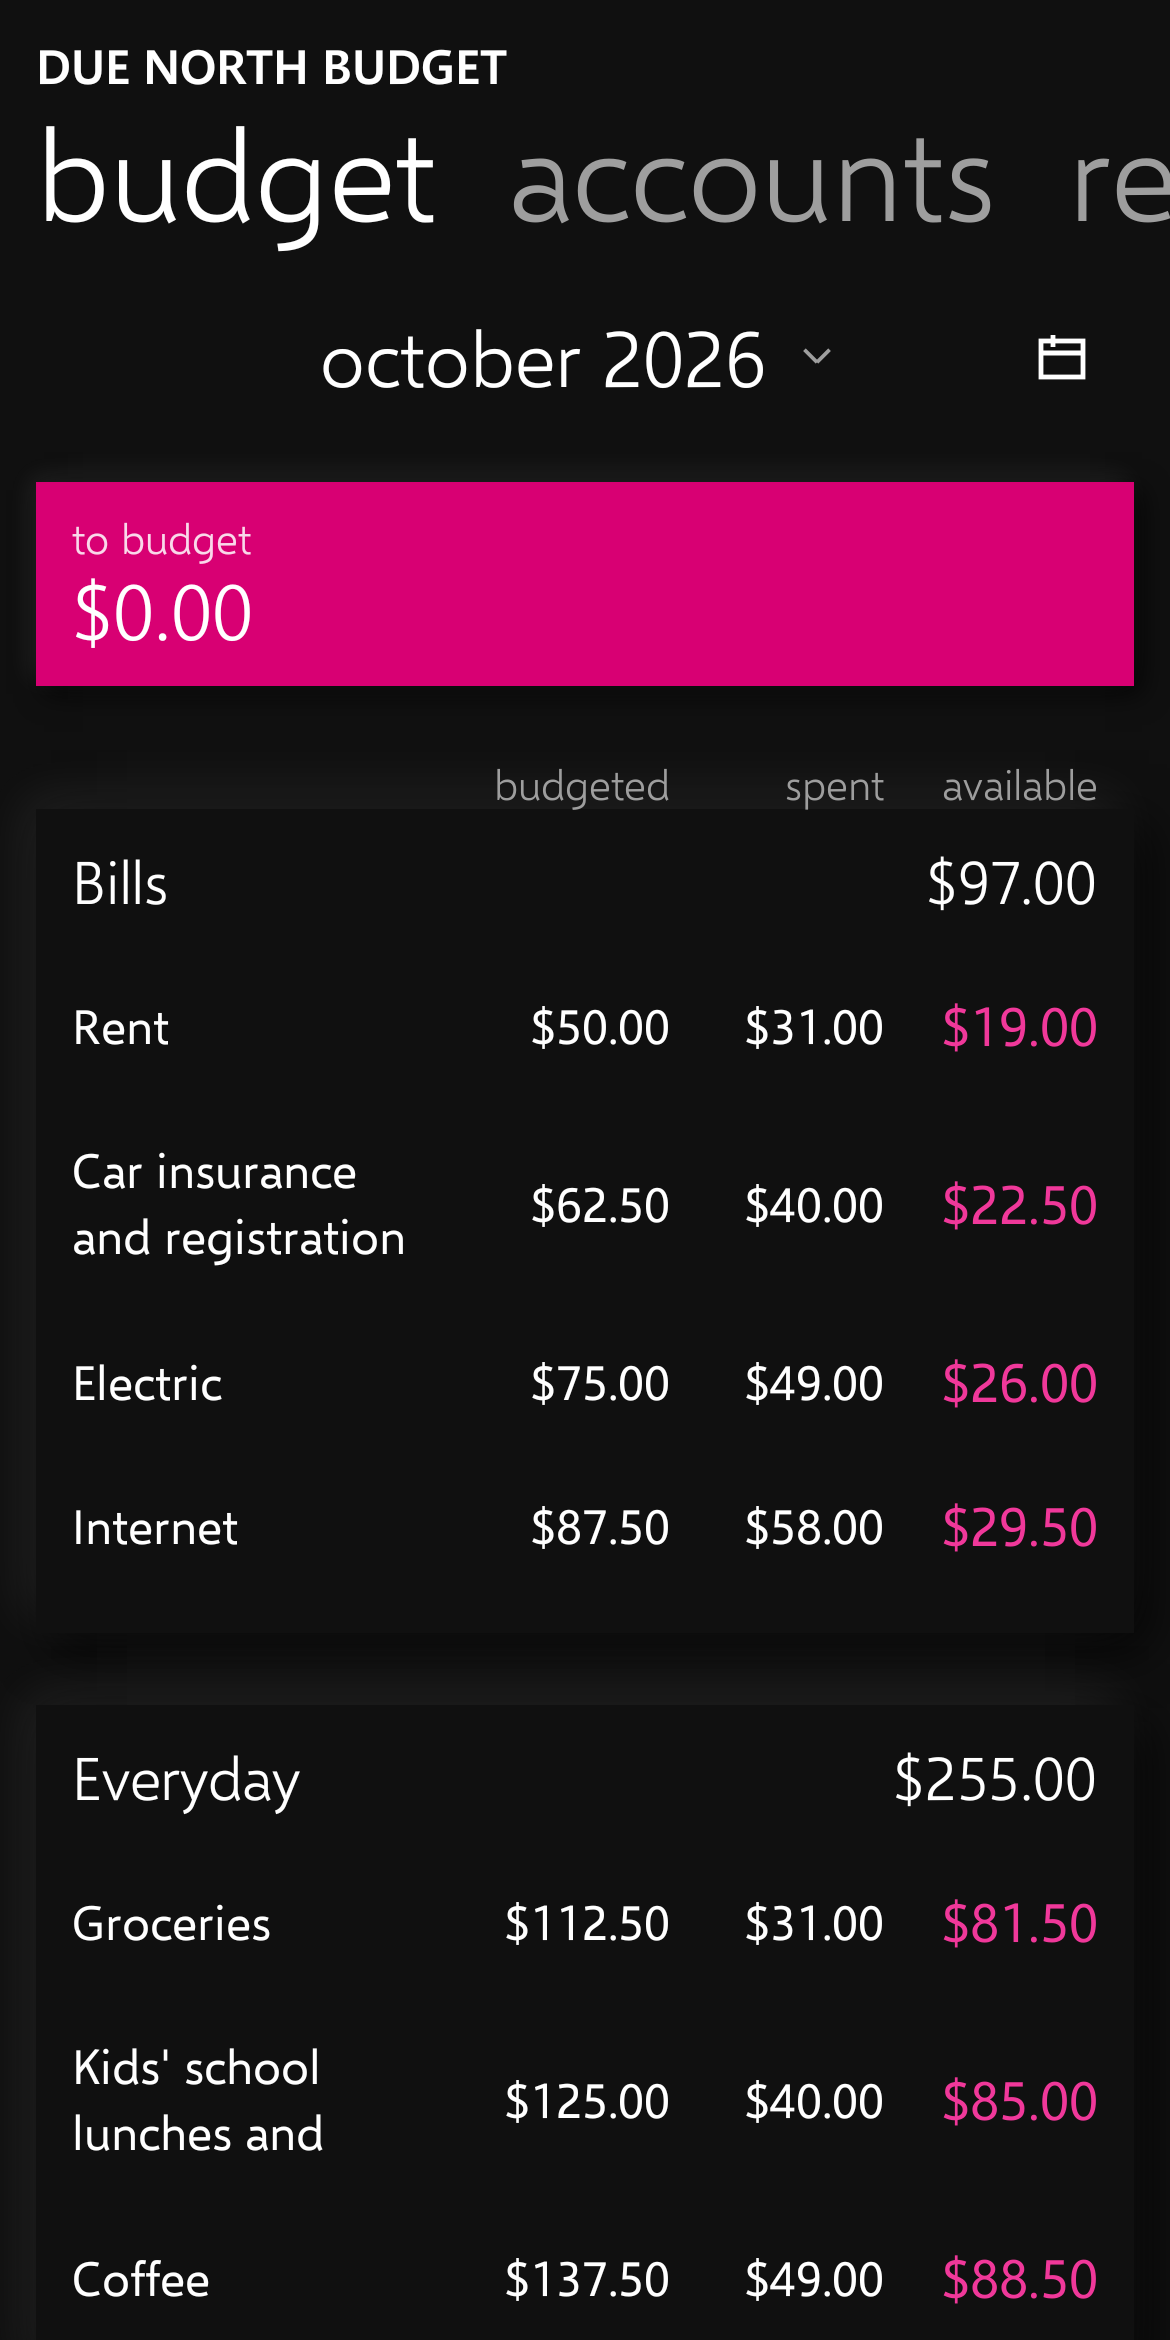 DUE NORTH BUDGET
budget accounts re
october 2026
to budget
$0.00
budgeted spent available
Bills $97.00
Rent $50.00 $31.00 $19.00
Car insurance
and registration $62.50 $40.00 $22.50
Electric $75.00 $49.00 $26.00
Internet $87.50 $58.00 $29.50
Everyday $255.00
Groceries $112.50 $31.00 $81.50
Kids' school
lunches and $125.00 $40.00 $85.00
Coffee $137.50 $49.00 $88.50